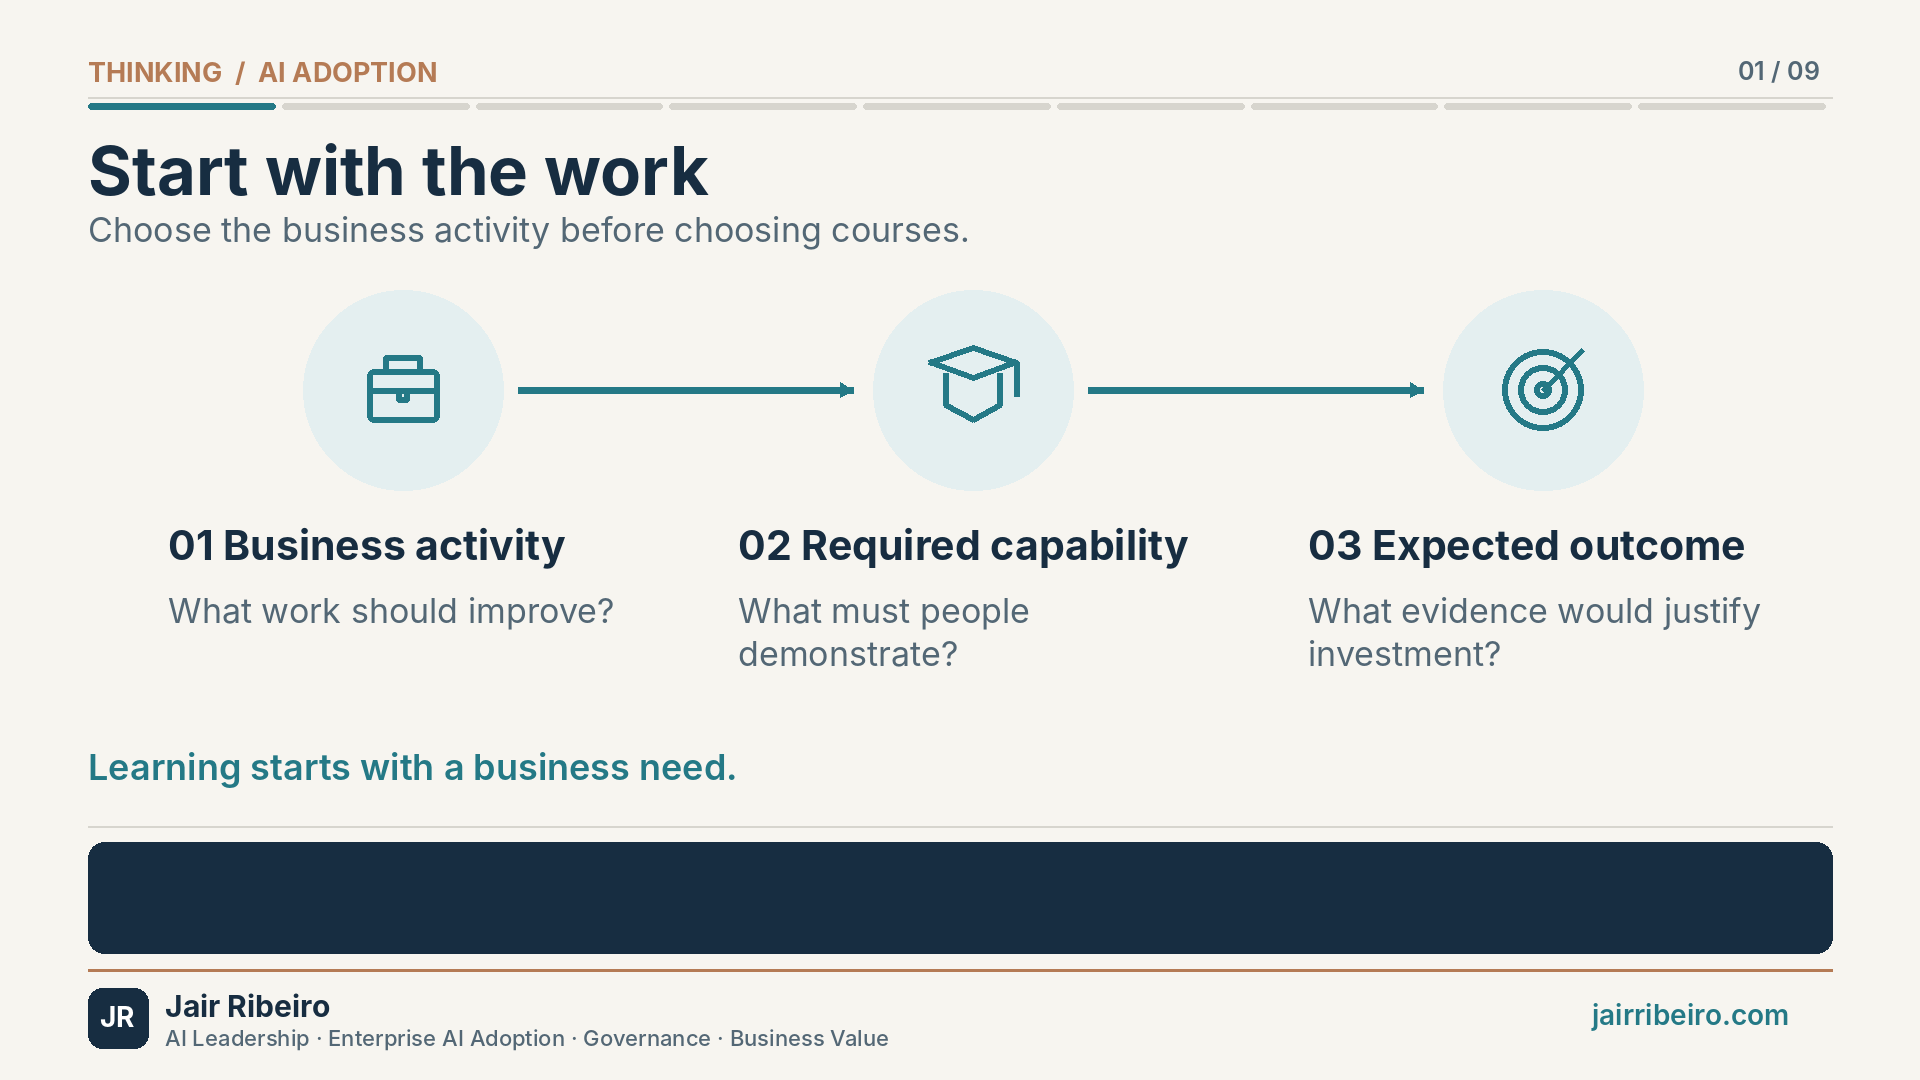 THINKING / AI ADOPTION
01 / 09
Start with the work
Choose the business activity before choosing courses.
01 Business activity
What work should improve?
02 Required capability
What must people
demonstrate?
03 Expected outcome
What evidence would justify
investment?
Learning starts with a business need.
JR
Jair Ribeiro
AI Leadership · Enterprise AI Adoption · Governance · Business Value
jairribeiro.com